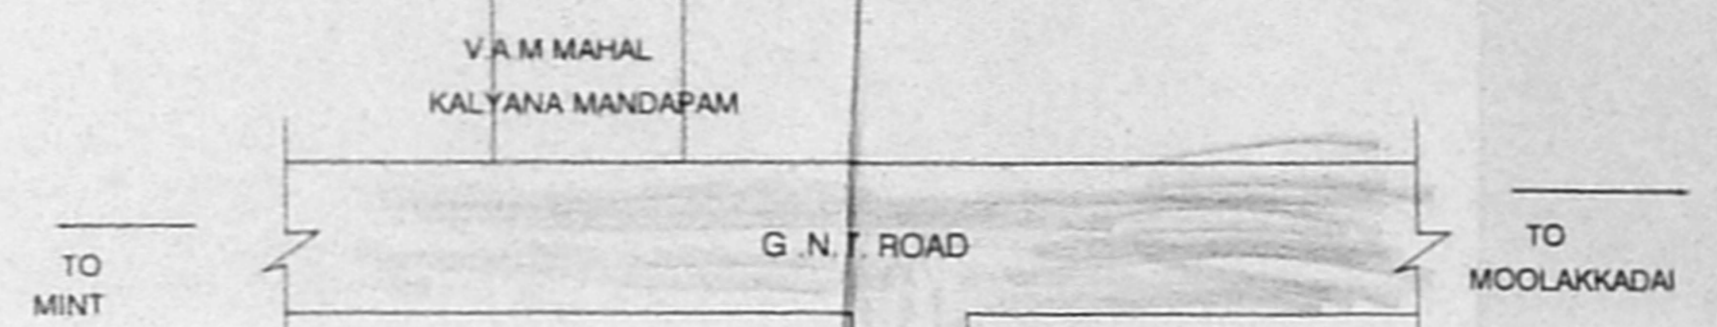 V.A.M MAHAL
KALYANA MANDAPAM
G .N.T. ROAD
TO
MINT
TO
MOOLAKKADAI